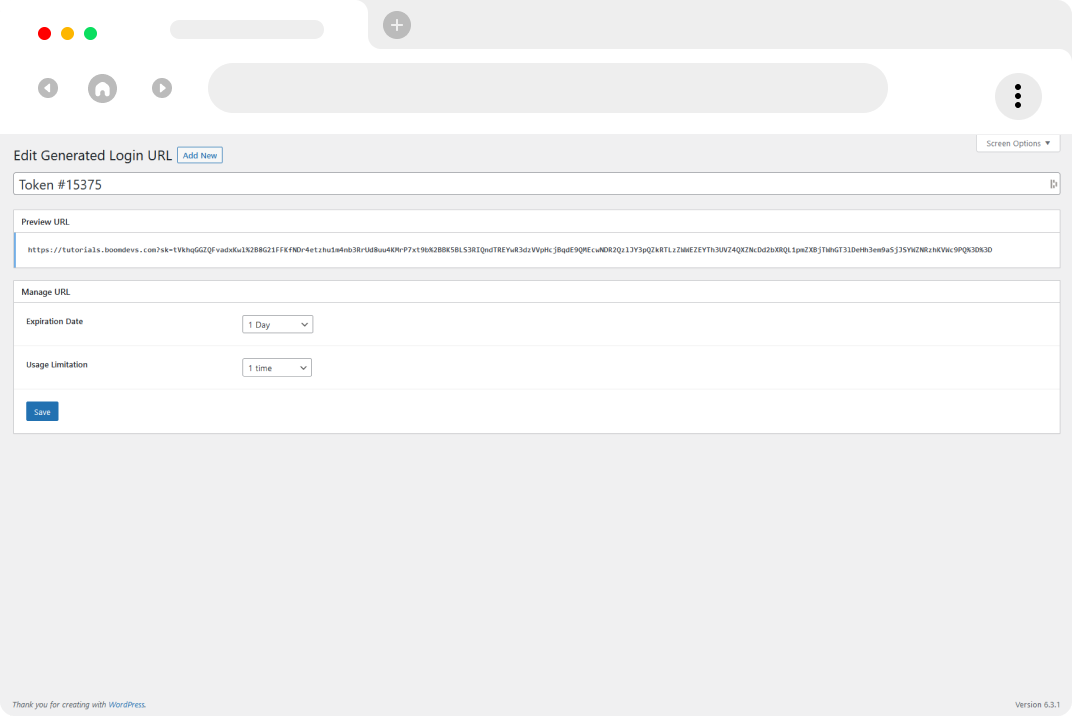 Screen Options ▼
Edit Generated Login URL Add New
Token #15375
Preview URL
https://tutorials.boomdevs.com?sk=tVkhqGGZQFvadxKwl%2B8G21FFKfNDr4etzhu1m4nb3RrUd8uu4KMrP7xt9b%2BBK5BLS3RIQndTREYwR3dzVVpHcjBqdE9QMEcwNDR2QzlJY3pQZkRTLzZWWEZEYTh3UVZ4QXZNcDd2bXRQL1pmZXBjTWhGT3lDeHh3em9aSjJSYWZNRzhKVWc9PQ%3D%3D
Manage URL
Expiration Date 1 Day
Usage Limitation 1 time
Save
Thank you for creating with WordPress. Version 6.3.1